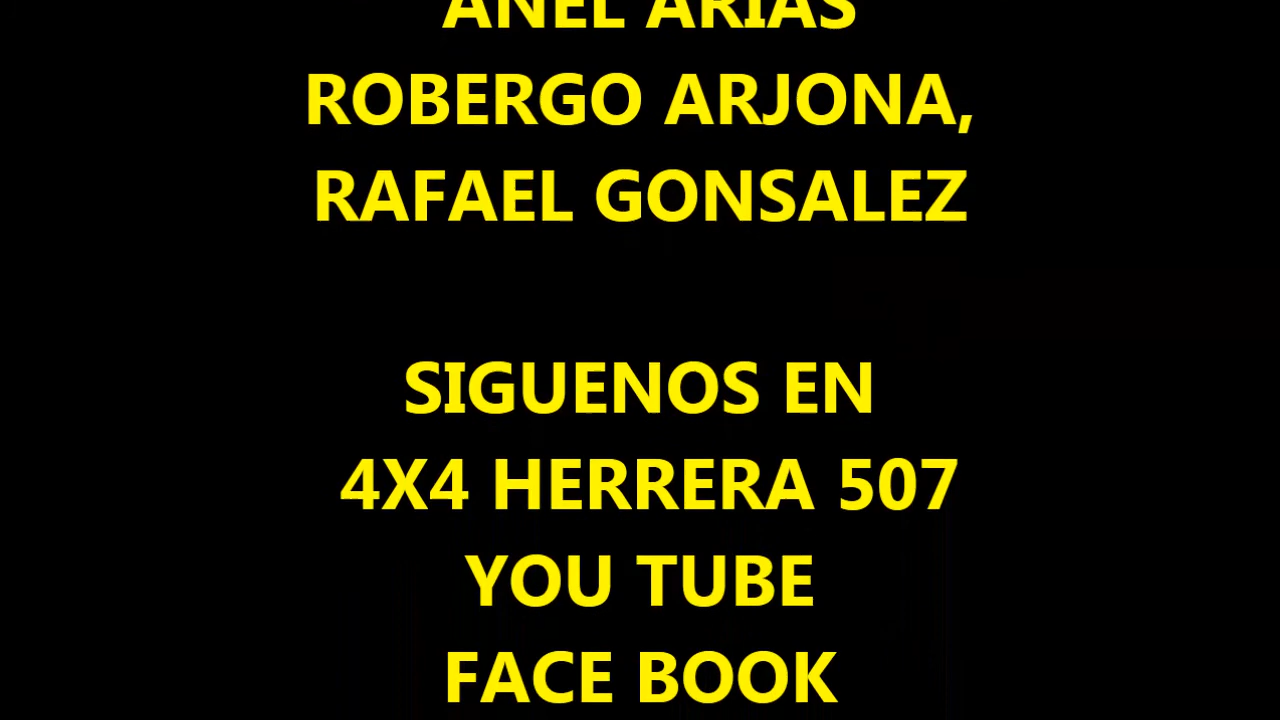 ANEL ARIAS
ROBERGO ARJONA,
RAFAEL GONSALEZ
SIGUENOS EN
4X4 HERRERA 507
YOU TUBE
FACE BOOK